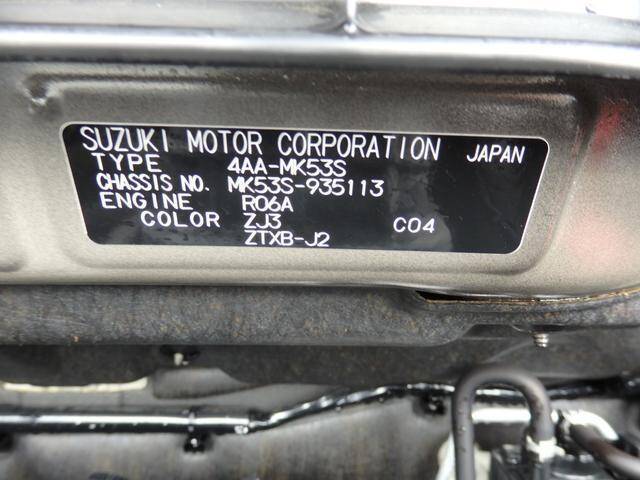 SUZUKI MOTOR CORPORATION JAPAN
TYPE 4AA-MK53S
CHASSIS NO. MK53S-935113
ENGINE R06A
COLOR ZJ3 C04
ZTXB-J2